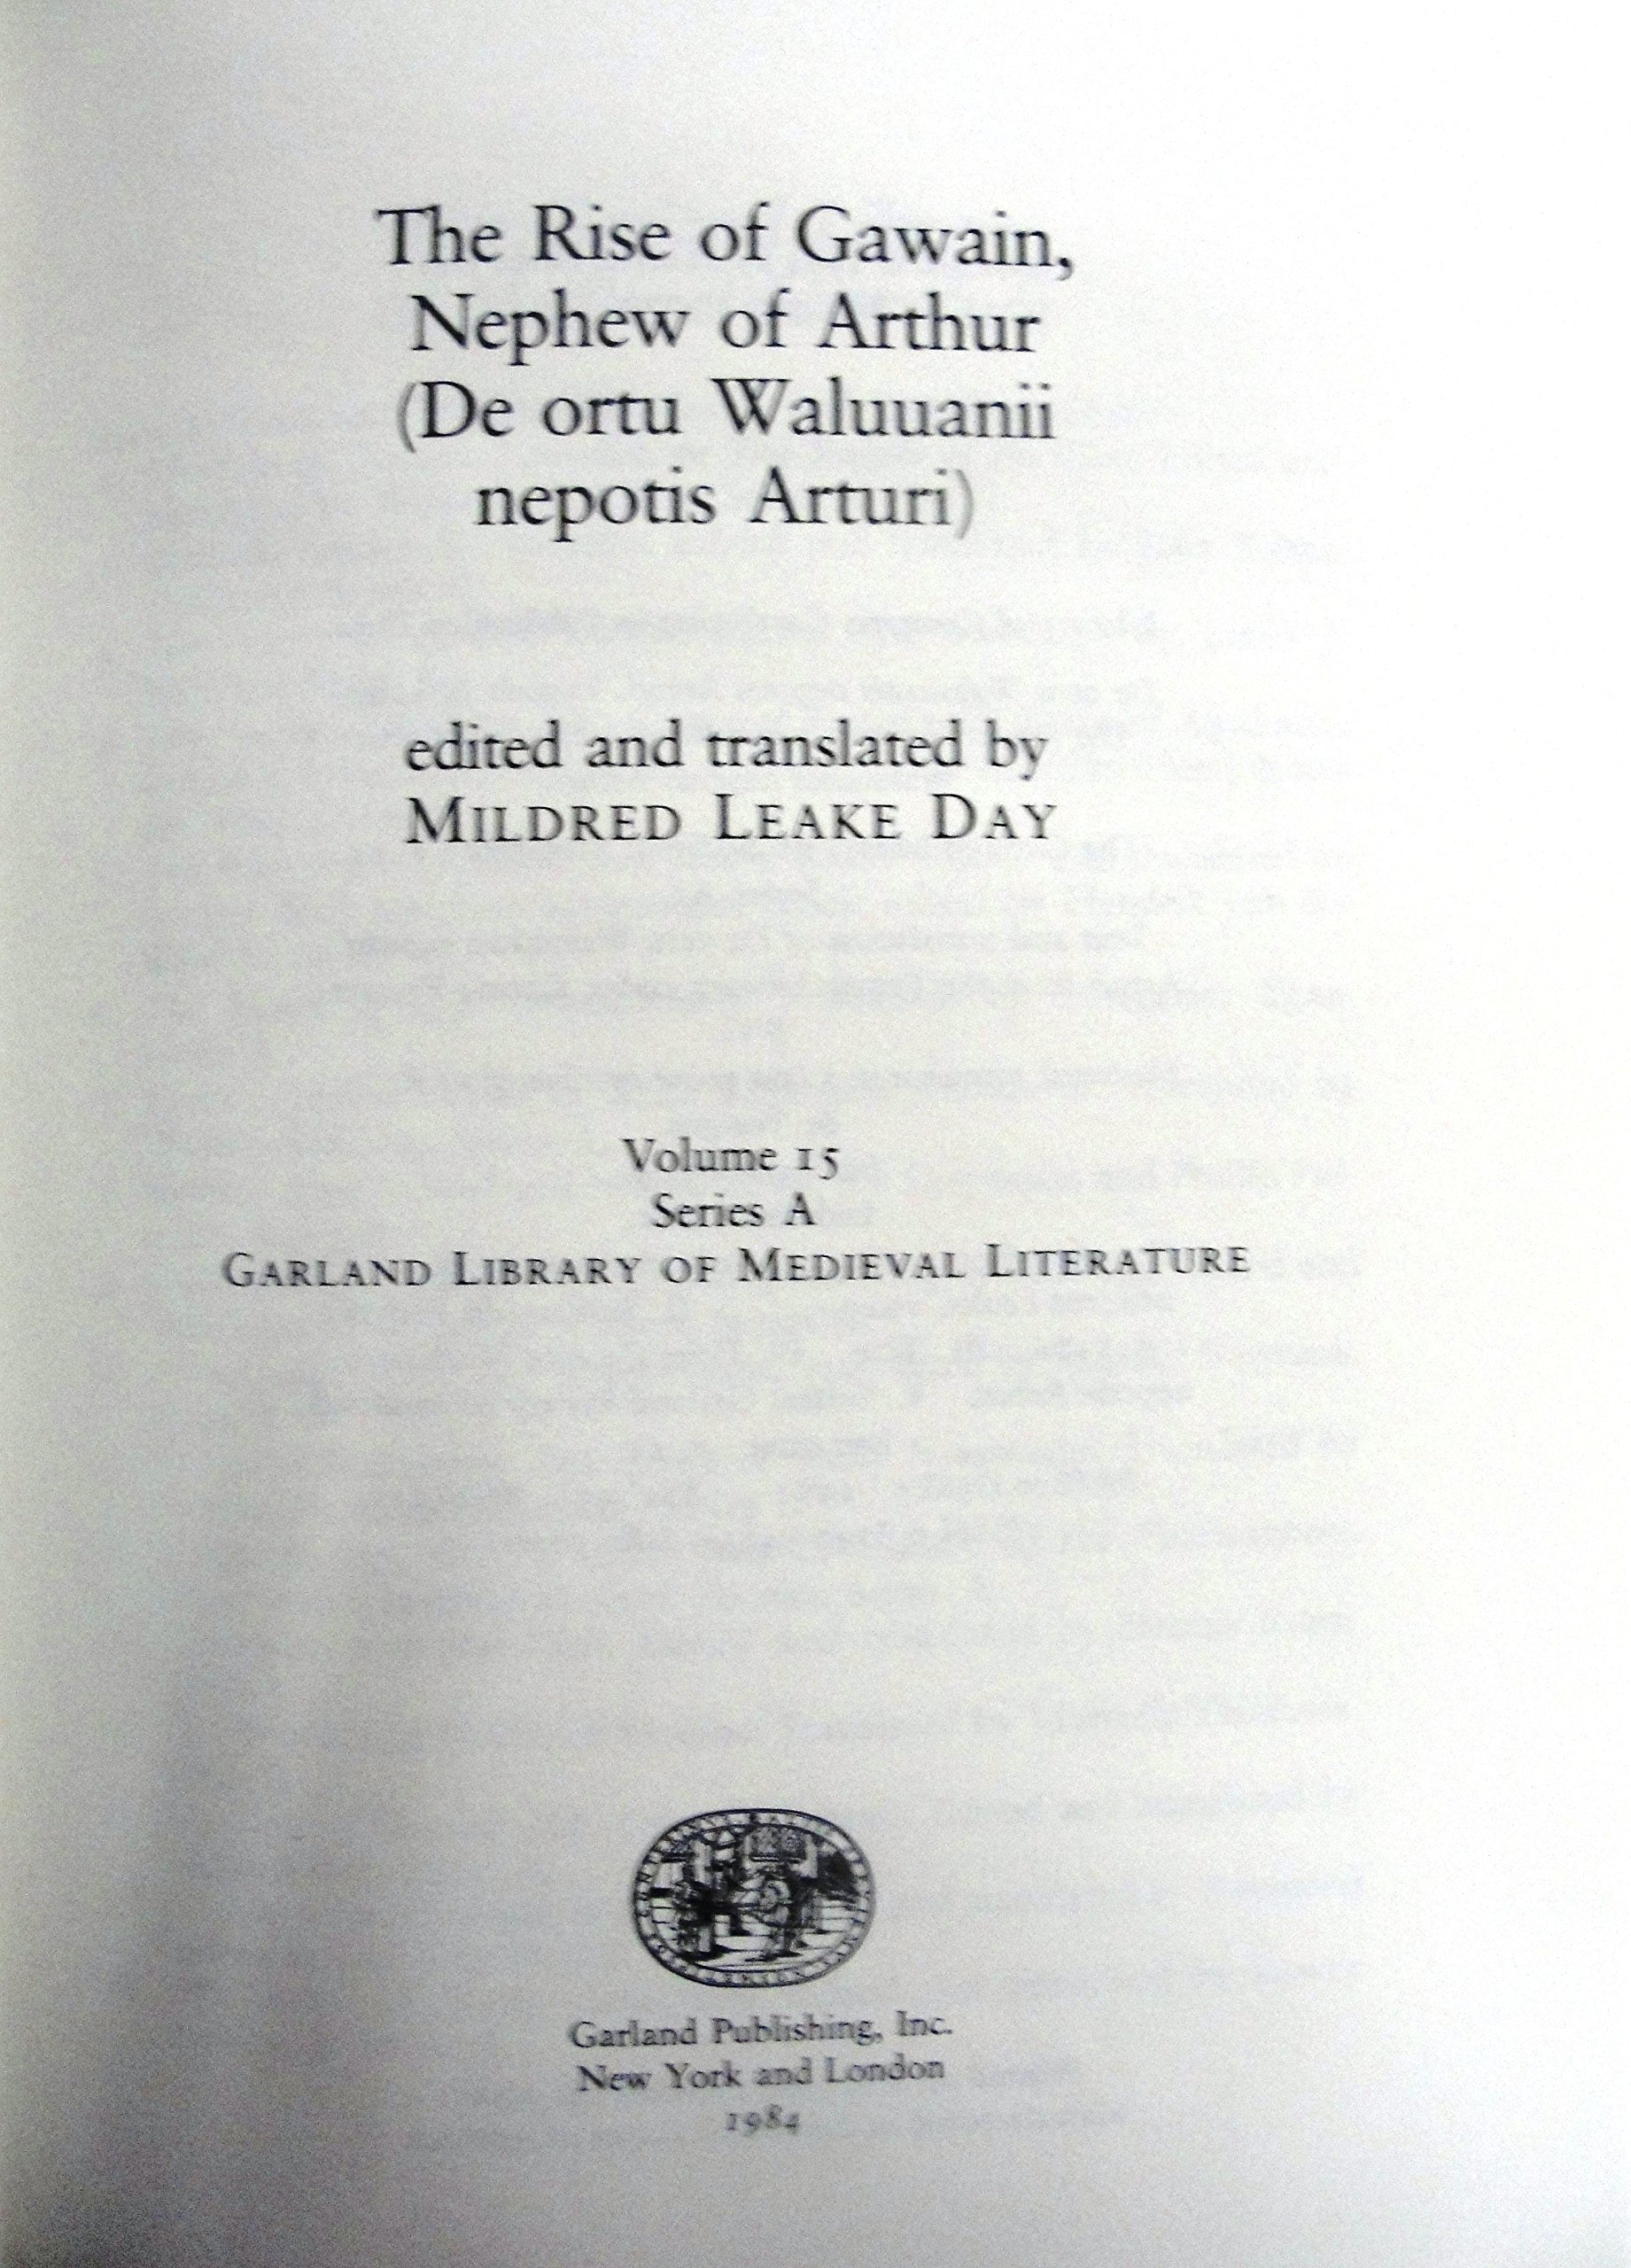 The Rise of Gawain,
Nephew of Arthur
(De ortu Waluuanii
nepotis Arturi)
edited and translated by
MILDRED LEAKE DAY
Volume 15
Series A
GARLAND LIBRARY OF MEDIEVAL LITERATURE
Garland Publishing, Inc.
New York and London
1984